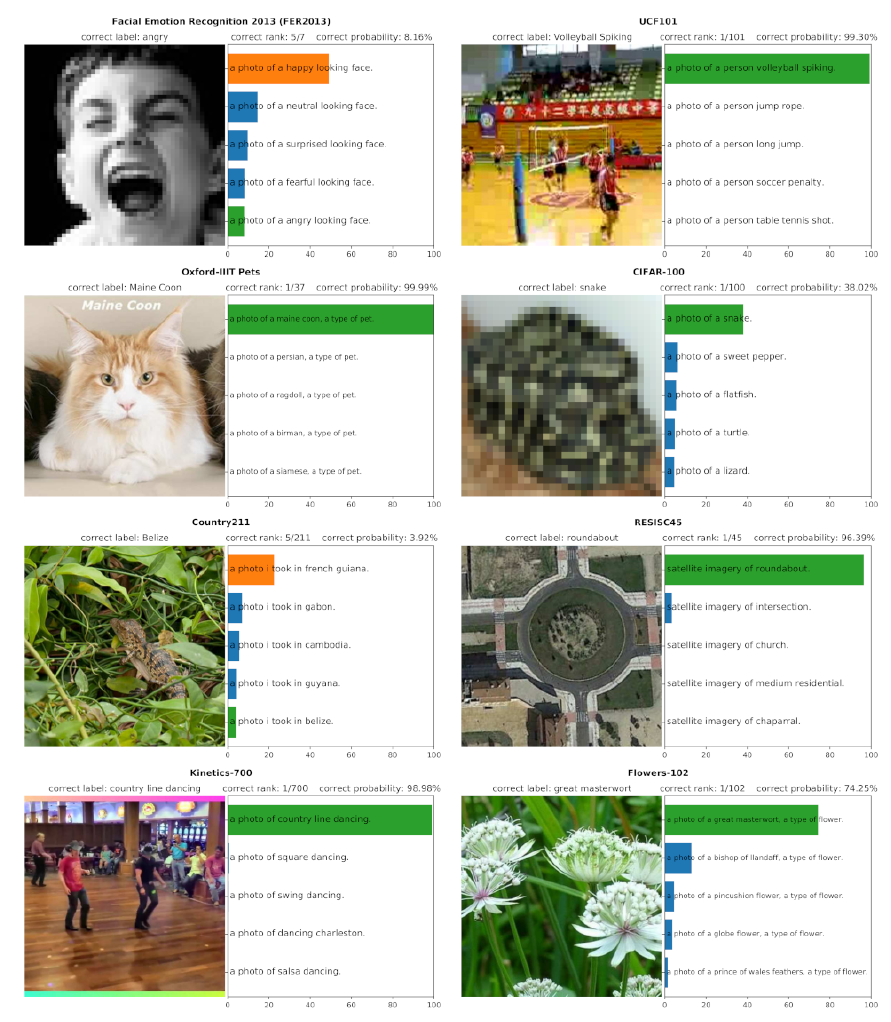 Facial Emotion Recognition 2013 (FER2013)
correct label: angry correct rank: 5/7 correct probability: 8.16%
a photo of a happy looking face.
a photo of a neutral looking face.
a photo of a surprised looking face.
a photo of a fearful looking face.
a photo of a angry looking face.
0 20 40 60 80 100
UCF101
correct label: Volleyball Spiking correct rank: 1/101 correct probability: 99.30%
九十二學年度高級中等
a photo of a person volleyball spiking.
a photo of a person jump rope.
a photo of a person long jump.
a photo of a person soccer penalty.
a photo of a person table tennis shot.
0 20 40 60 80 100
Oxford-IIIT Pets
correct label: Maine Coon correct rank: 1/37 correct probability: 99.99%
Maine Coon
a photo of a maine coon, a type of pet.
a photo of a persian, a type of pet.
a photo of a ragdoll, a type of pet.
a photo of a birman, a type of pet.
a photo of a siamese, a type of pet.
0 20 40 60 80 100
CIFAR-100
correct label: snake correct rank: 1/100 correct probability: 38.02%
a photo of a snake.
a photo of a sweet pepper.
a photo of a flatfish.
a photo of a turtle.
a photo of a lizard.
0 20 40 60 80 100
Country211
correct label: Belize correct rank: 5/211 correct probability: 3.92%
a photo i took in french guiana.
a photo i took in gabon.
a photo i took in cambodia.
a photo i took in guyana.
a photo i took in belize.
0 20 40 60 80 100
RESISC45
correct label: roundabout correct rank: 1/45 correct probability: 96.39%
satellite imagery of roundabout.
satellite imagery of intersection.
satellite imagery of church.
satellite imagery of medium residential.
satellite imagery of chaparral.
0 20 40 60 80 100
Kinetics-700
correct label: country line dancing correct rank: 1/700 correct probability: 98.98%
a photo of country line dancing.
a photo of square dancing.
a photo of swing dancing.
a photo of dancing charleston.
a photo of salsa dancing.
0 20 40 60 80 100
Flowers-102
correct label: great masterwort correct rank: 1/102 correct probability: 74.25%
a photo of a great masterwort, a type of flower.
a photo of a bishop of llandaff, a type of flower.
a photo of a pincushion flower, a type of flower.
a photo of a globe flower, a type of flower.
a photo of a prince of wales feathers, a type of flower.
0 20 40 60 80 100